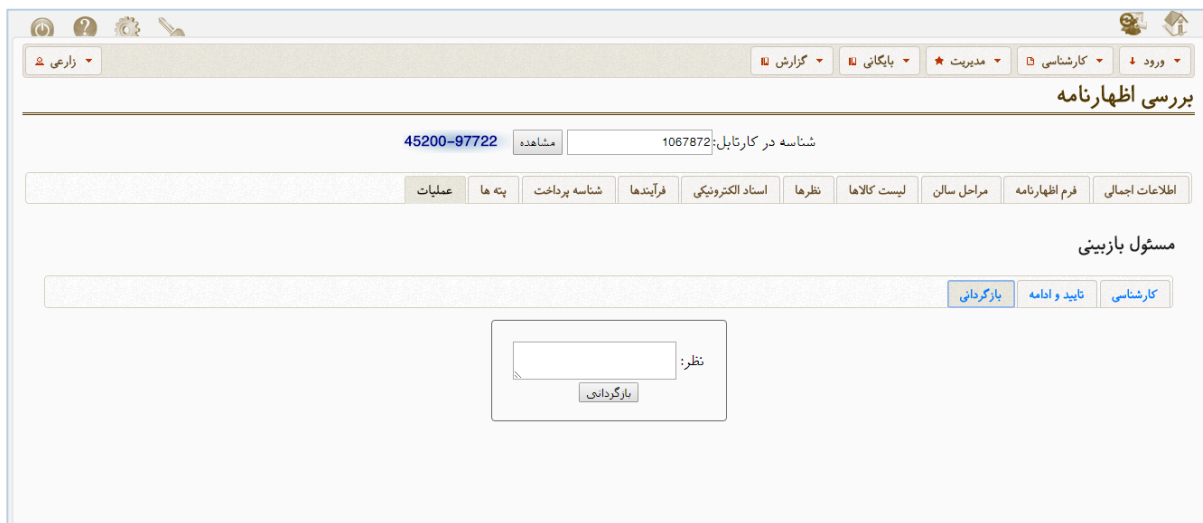 ورود کارشناسی مدیریت بایگانی گزارش زارعی
بررسی اظهارنامه
شناسه در کارتابل: 1067872 مشاهده 45200-97722
اطلاعات اجمالی فرم اظهارنامه مراحل سالن لیست کالاها نظرها اسناد الکترونیکی فرآیندها شناسه پرداخت پته ها عملیات
مسئول بازبینی
کارشناسی تایید و ادامه بازگردانی
نظر:
بازگردانی